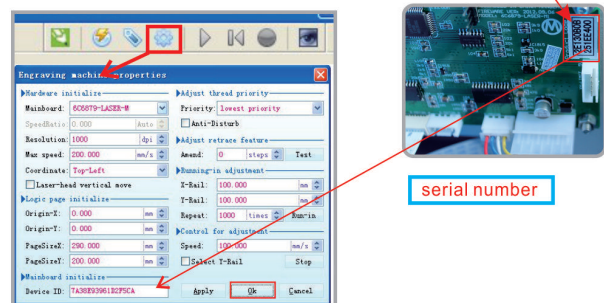 Engraving machine properties
Hardware initialize
Mainboard: 6C6879-LASER-M
SpeedRatio: 0.000 Auto
Resolution: 1000 dpi
Max speed: 200.000 mm/s
Coordinate: Top-Left
Laser-head vertical move
Logic page initialize
Origin-X: 0.000 mm
Origin-Y: 0.000 mm
PageSizeX: 290.000 mm
PageSizeY: 200.000 mm
Mainboard initialize
Device ID: 7A38E93961B2F5CA
Adjust thread priority
Priority: lowest priority
Anti-Disturb
Adjust retrace feature
Amend: 0 steps Test
Running-in adjustment
X-Rail: 100.000 mm
Y-Rail: 100.000 mm
Repeat: 1000 times Run-in
Control for adjustment
Speed: 100.000 mm/s
Select Y-Rail Stop
Apply Ok Cancel
serial number